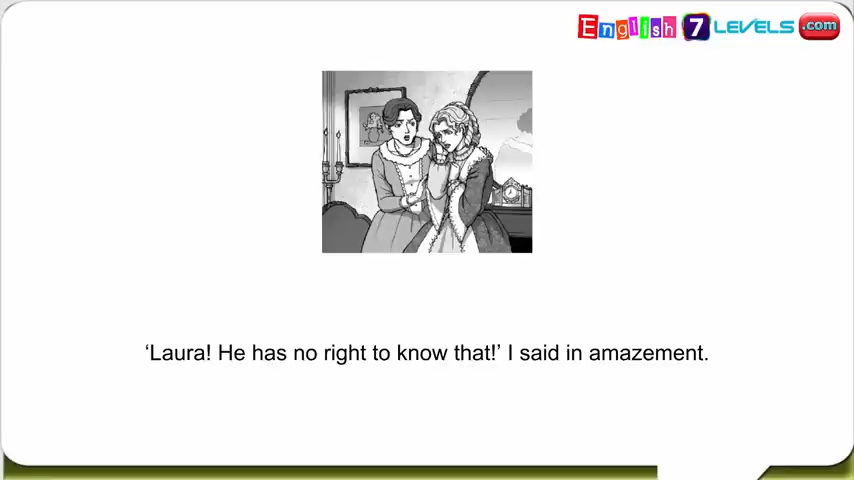 English 7 LEVELS .com
‘Laura! He has no right to know that!’ I said in amazement.